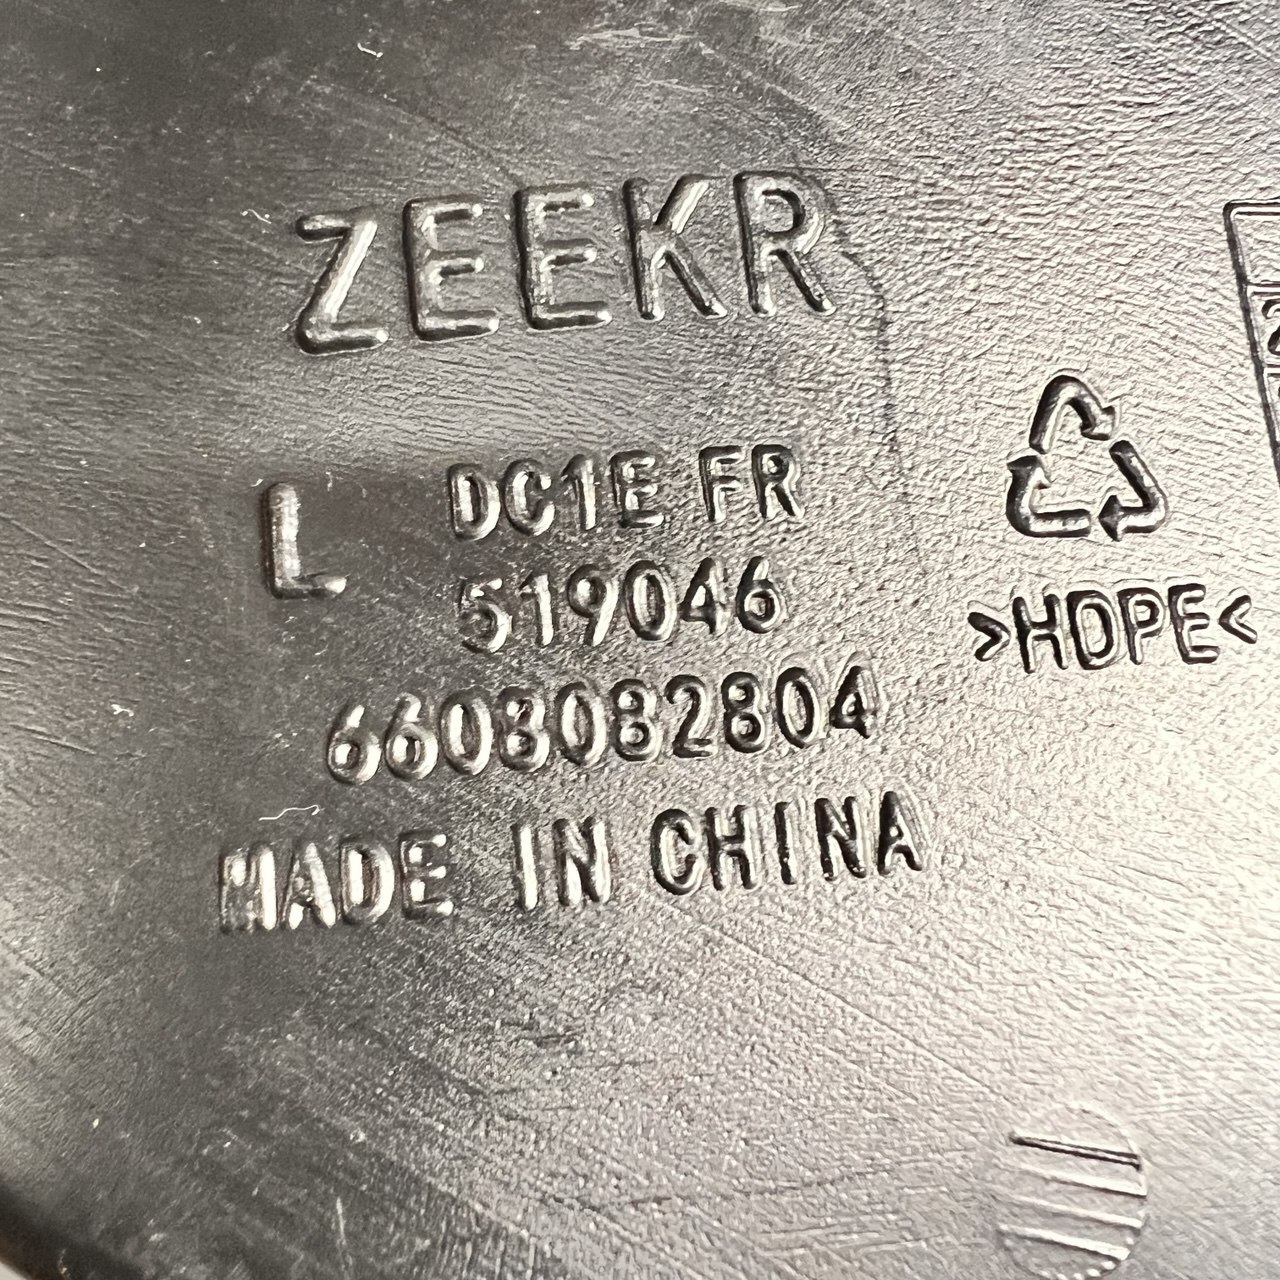 ZEEKR
L DC1E FR
519046
6608082804
MADE IN CHINA
>HDPE<